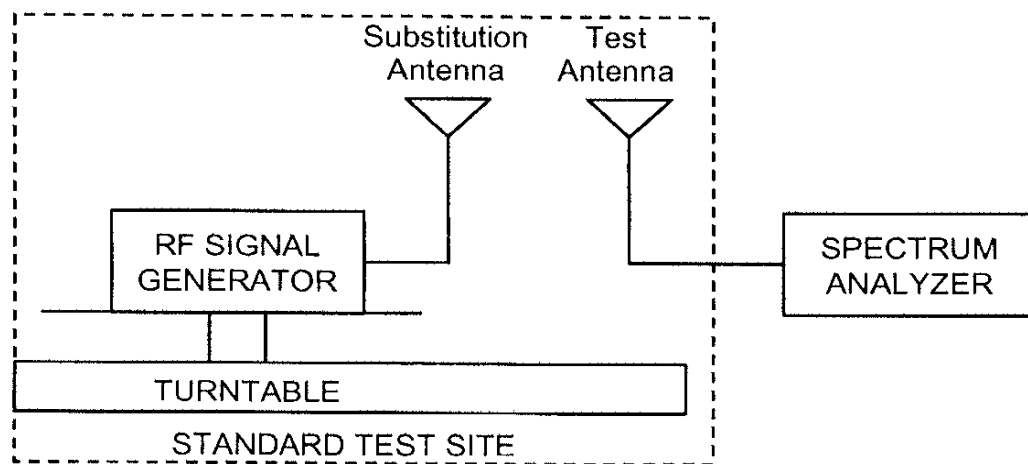 Substitution
Antenna
Test
Antenna
RF SIGNAL
GENERATOR
SPECTRUM
ANALYZER
TURNTABLE
STANDARD TEST SITE